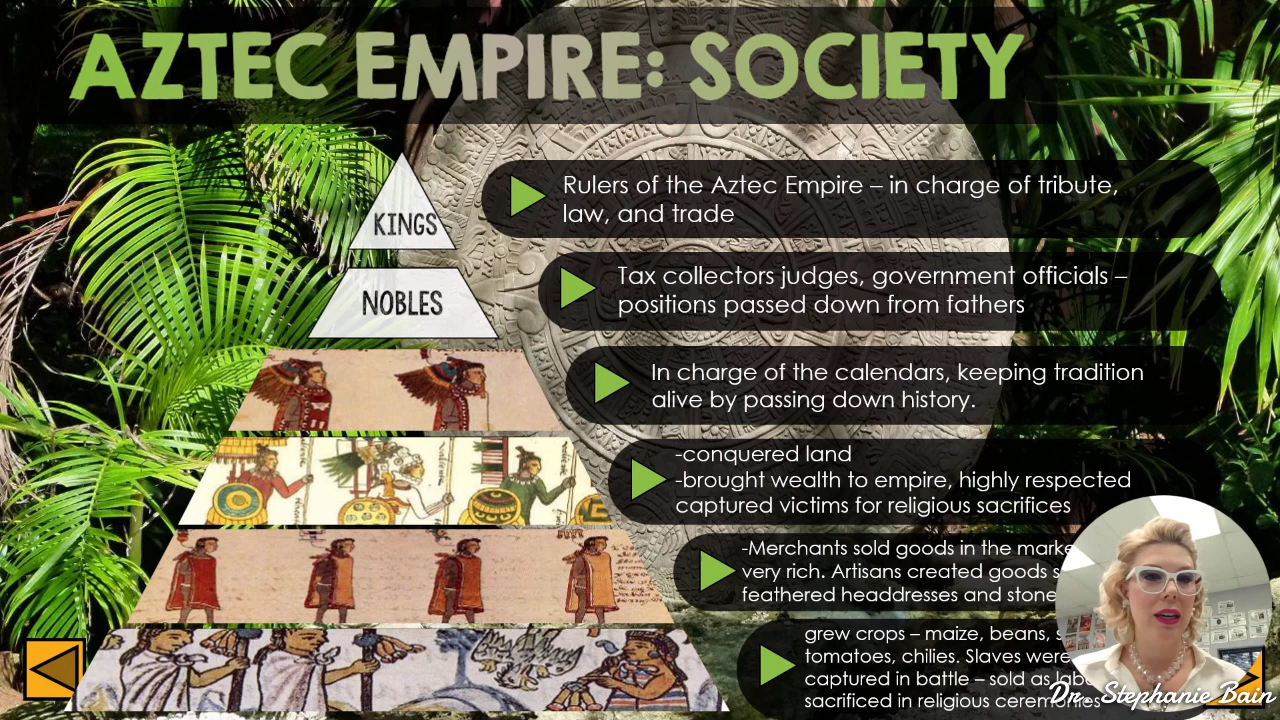 AZTEC EMPIRE: SOCIETY
KINGS
Rulers of the Aztec Empire – in charge of tribute,
law, and trade
NOBLES
Tax collectors judges, government officials –
positions passed down from fathers
In charge of the calendars, keeping tradition
alive by passing down history.
-conquered land
-brought wealth to empire, highly respected
captured victims for religious sacrifices
-Merchants sold goods in the
very rich. Artisans created goods
feathered headdresses and stone
grew crops – maize, beans,
tomatoes, chilies. Slaves were
captured in battle – sold as
sacrificed in religious ceremonies
Dr. Stephanie Bain